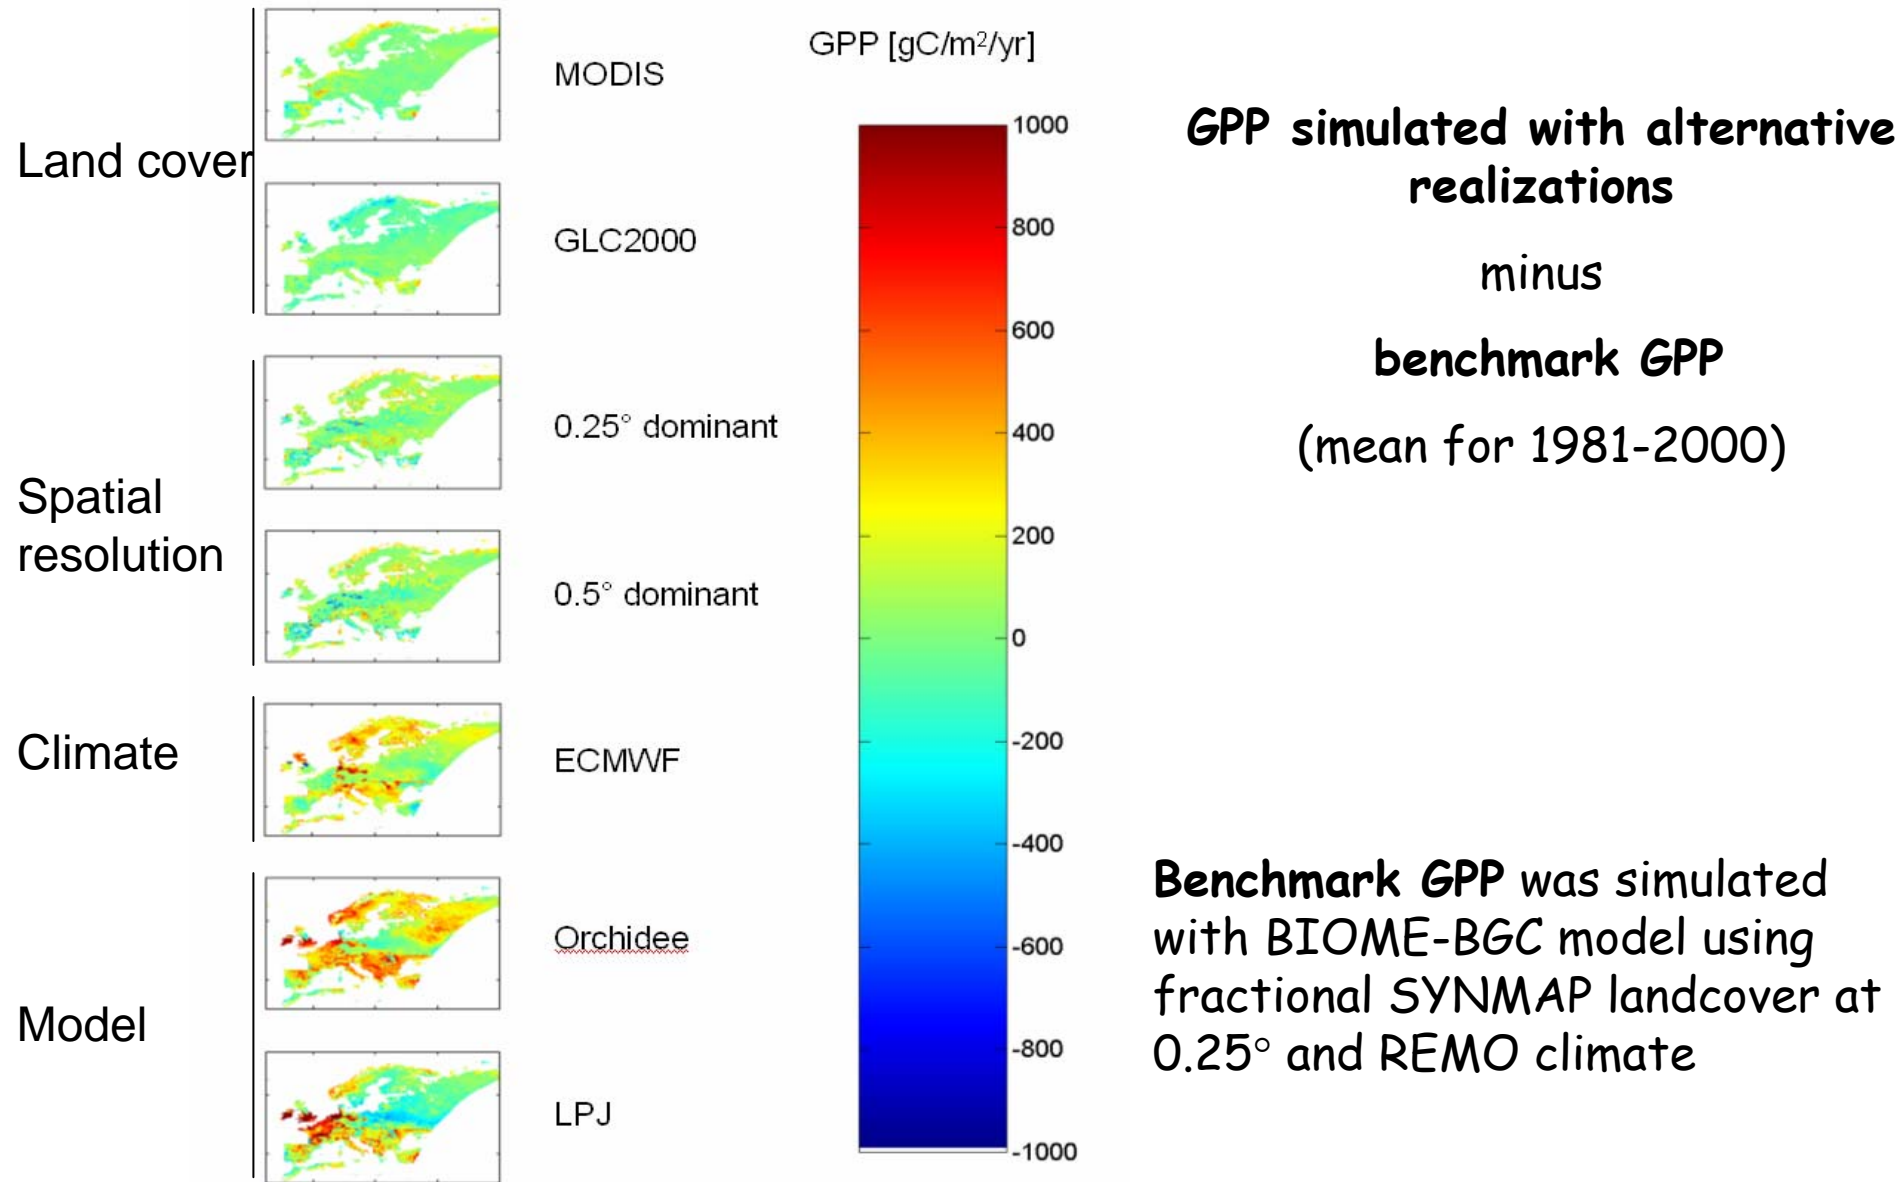 Land cover
MODIS
GLC2000
Spatial
resolution
0.25° dominant
0.5° dominant
Climate
ECMWF
Model
Orchidee
LPJ
GPP [gC/m²/yr]
1000
800
600
400
200
0
-200
-400
-600
-800
-1000
GPP simulated with alternative
realizations
minus
benchmark GPP
(mean for 1981-2000)
Benchmark GPP was simulated
with BIOME-BGC model using
fractional SYNMAP landcover at
0.25° and REMO climate